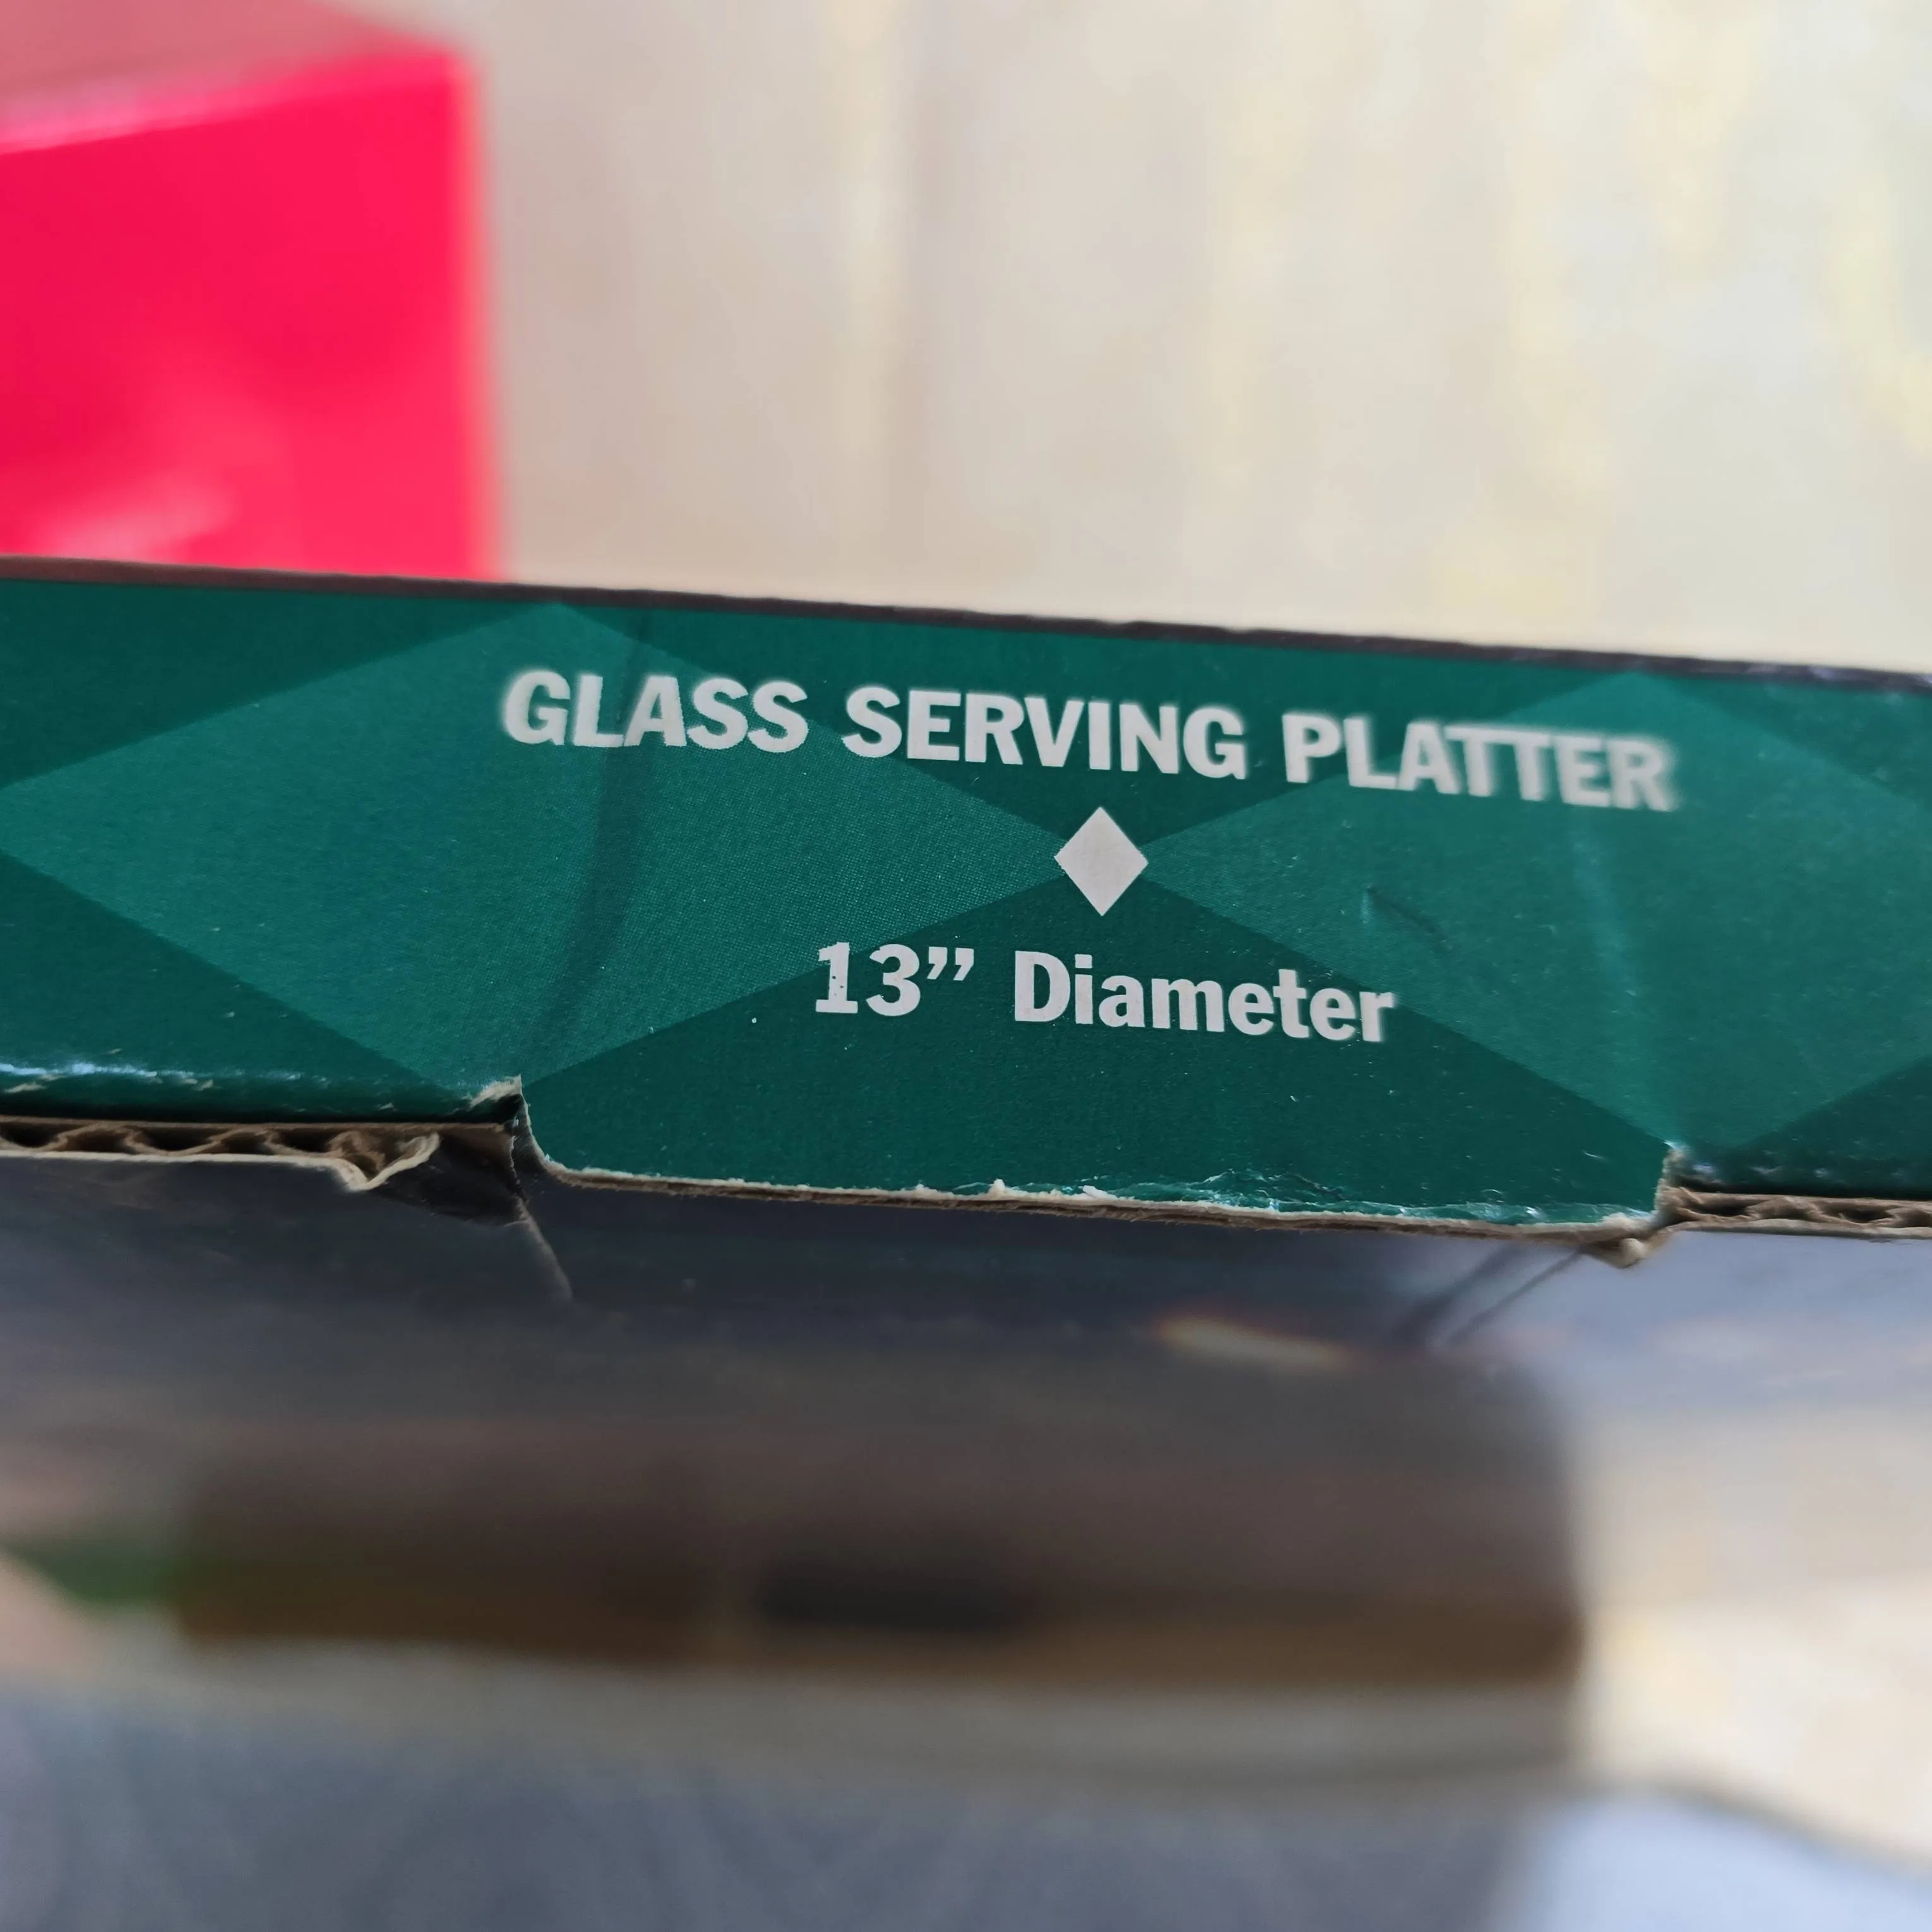 GLASS SERVING PLATTER
13” Diameter